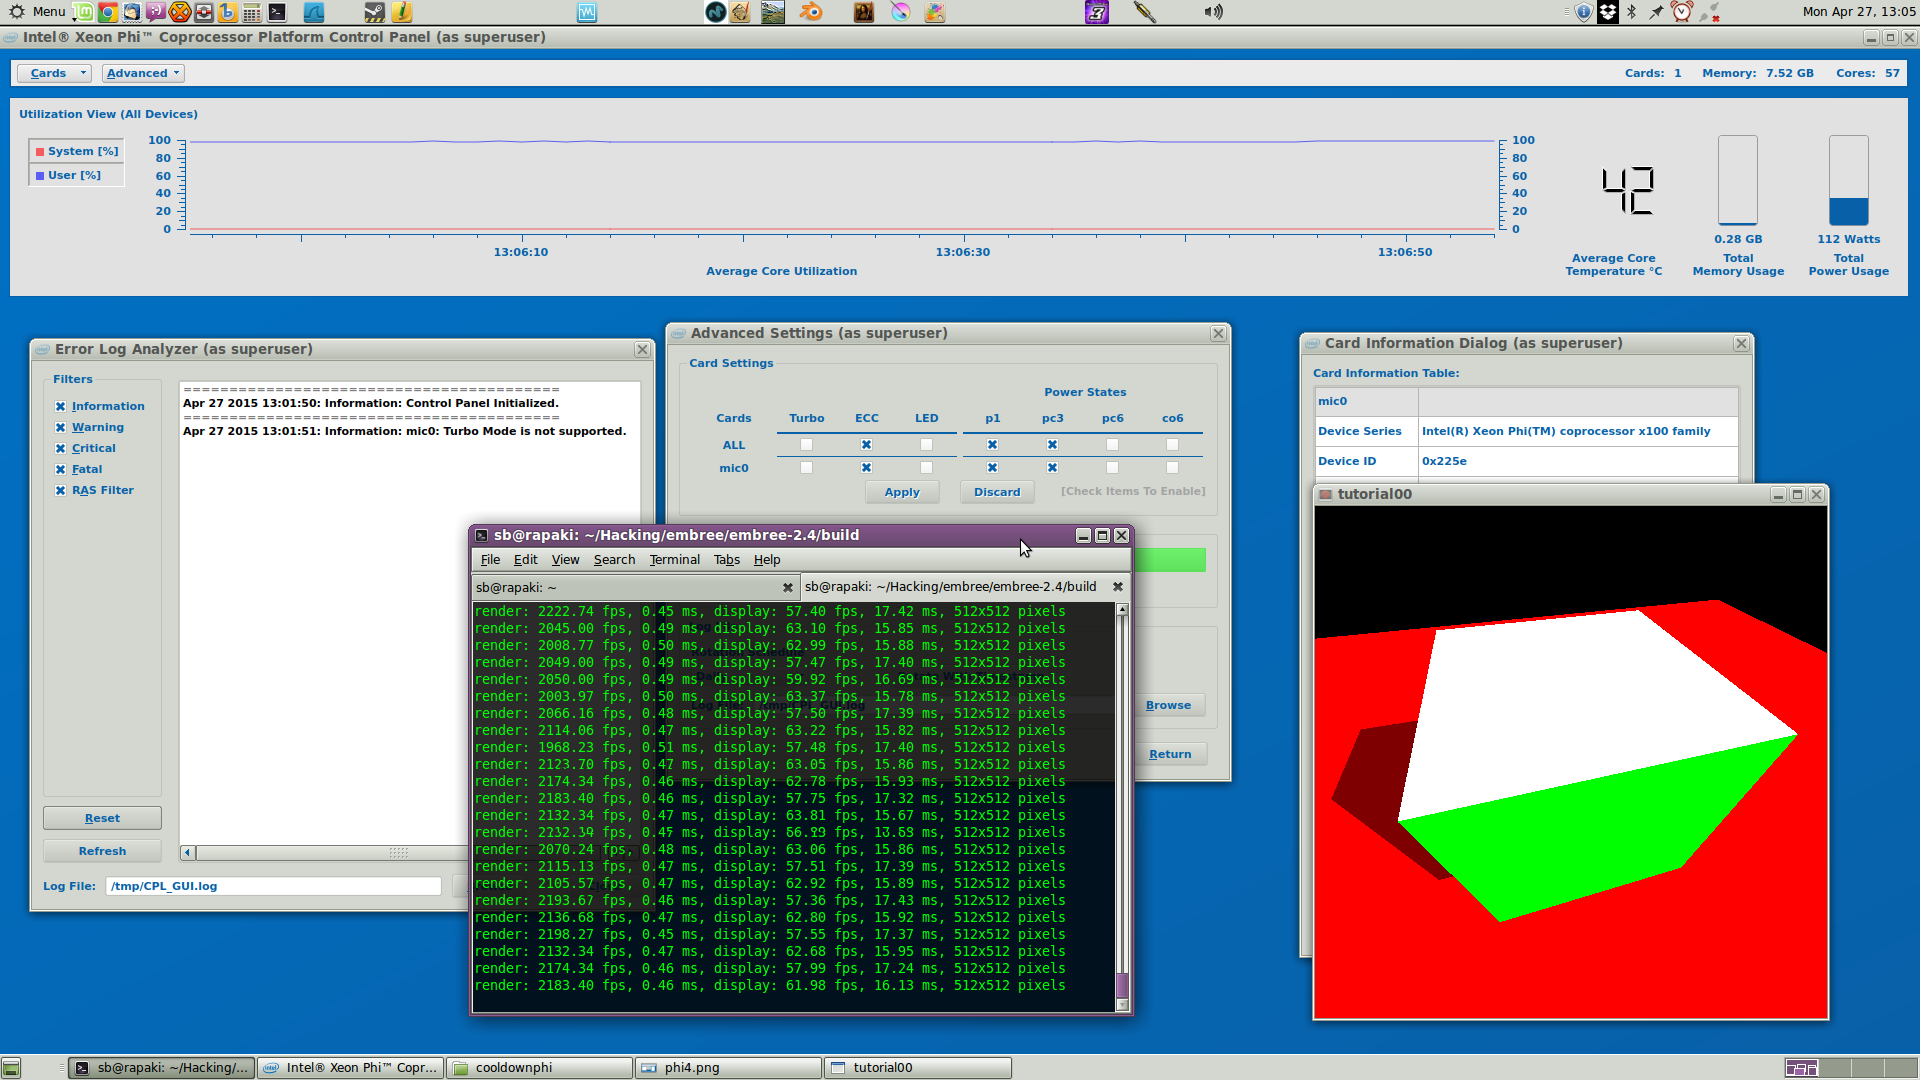 Menu
Mon Apr 27, 13:05
Intel® Xeon Phi™ Coprocessor Platform Control Panel (as superuser)
Cards Advanced Cards: 1 Memory: 7.52 GB Cores: 57
Utilization View (All Devices)
System [%]
User [%]
100 100
80 80
60 60
40 40
20 20
0 0
13:06:10 13:06:30 13:06:50
Average Core Utilization
42
Average Core
Temperature °C
0.28 GB
Total
Memory Usage
112 Watts
Total
Power Usage
Error Log Analyzer (as superuser)
Filters
Information
Warning
Critical
Fatal
RAS Filter
==========================================
Apr 27 2015 13:01:50: Information: Control Panel Initialized.
==========================================
Apr 27 2015 13:01:51: Information: mic0: Turbo Mode is not supported.
Reset
Refresh
Log File: /tmp/CPL_GUI.log
Advanced Settings (as superuser)
Card Settings
Power States
Cards Turbo ECC LED p1 pc3 pc6 co6
ALL
mic0
Apply Discard [Check Items To Enable]
Browse
Return
Card Information Dialog (as superuser)
Card Information Table:
mic0
Device Series Intel(R) Xeon Phi(TM) coprocessor x100 family
Device ID 0x225e
tutorial00
sb@rapaki: ~/Hacking/embree/embree-2.4/build
File Edit View Search Terminal Tabs Help
sb@rapaki: ~ sb@rapaki: ~/Hacking/embree/embree-2.4/build
render: 2222.74 fps, 0.45 ms, display: 57.40 fps, 17.42 ms, 512x512 pixels
render: 2045.00 fps, 0.49 ms, display: 63.10 fps, 15.85 ms, 512x512 pixels
render: 2008.77 fps, 0.50 ms, display: 62.99 fps, 15.88 ms, 512x512 pixels
render: 2049.00 fps, 0.49 ms, display: 57.47 fps, 17.40 ms, 512x512 pixels
render: 2050.00 fps, 0.49 ms, display: 59.92 fps, 16.69 ms, 512x512 pixels
render: 2003.97 fps, 0.50 ms, display: 63.37 fps, 15.78 ms, 512x512 pixels
render: 2066.16 fps, 0.48 ms, display: 57.50 fps, 17.39 ms, 512x512 pixels
render: 2114.06 fps, 0.47 ms, display: 63.22 fps, 15.82 ms, 512x512 pixels
render: 1968.23 fps, 0.51 ms, display: 57.48 fps, 17.40 ms, 512x512 pixels
render: 2123.70 fps, 0.47 ms, display: 63.05 fps, 15.86 ms, 512x512 pixels
render: 2174.34 fps, 0.46 ms, display: 62.78 fps, 15.93 ms, 512x512 pixels
render: 2183.40 fps, 0.46 ms, display: 57.75 fps, 17.32 ms, 512x512 pixels
render: 2132.34 fps, 0.47 ms, display: 63.81 fps, 15.67 ms, 512x512 pixels
render: fps, ms, display: fps, ms, 512x512 pixels
render: 2070.24 fps, 0.48 ms, display: 63.06 fps, 15.86 ms, 512x512 pixels
render: 2115.13 fps, 0.47 ms, display: 57.51 fps, 17.39 ms, 512x512 pixels
render: 2105.57 fps, 0.47 ms, display: 62.92 fps, 15.89 ms, 512x512 pixels
render: 2193.67 fps, 0.46 ms, display: 57.36 fps, 17.43 ms, 512x512 pixels
render: 2136.68 fps, 0.47 ms, display: 62.80 fps, 15.92 ms, 512x512 pixels
render: 2198.27 fps, 0.45 ms, display: 57.55 fps, 17.37 ms, 512x512 pixels
render: 2132.34 fps, 0.47 ms, display: 62.68 fps, 15.95 ms, 512x512 pixels
render: 2174.34 fps, 0.46 ms, display: 57.99 fps, 17.24 ms, 512x512 pixels
render: 2183.40 fps, 0.46 ms, display: 61.98 fps, 16.13 ms, 512x512 pixels
sb@rapaki: ~/Hacking/... Intel® Xeon Phi™ Copr... cooldownphi phi4.png tutorial00